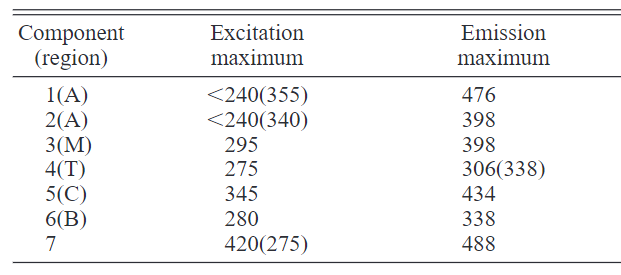 Component Excitation Emission
(region) maximum maximum
1(A) <240(355) 476
2(A) <240(340) 398
3(M) 295 398
4(T) 275 306(338)
5(C) 345 434
6(B) 280 338
7 420(275) 488